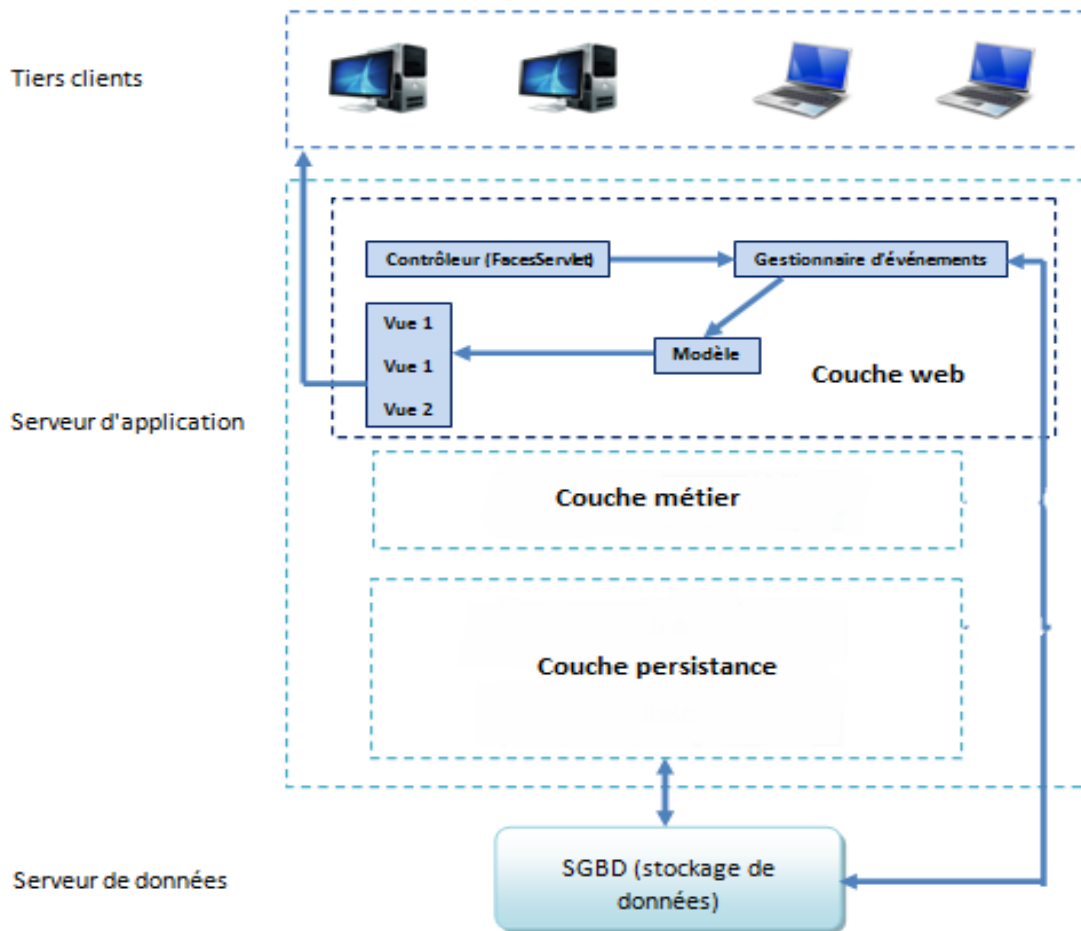 Tiers clients
Contrôleur (FacesServlet)
Gestionnaire d'événements
Vue 1
Vue 1
Vue 2
Modèle
Couche web
Serveur d'application
Couche métier
Couche persistance
SGBD (stockage de
données)
Serveur de données